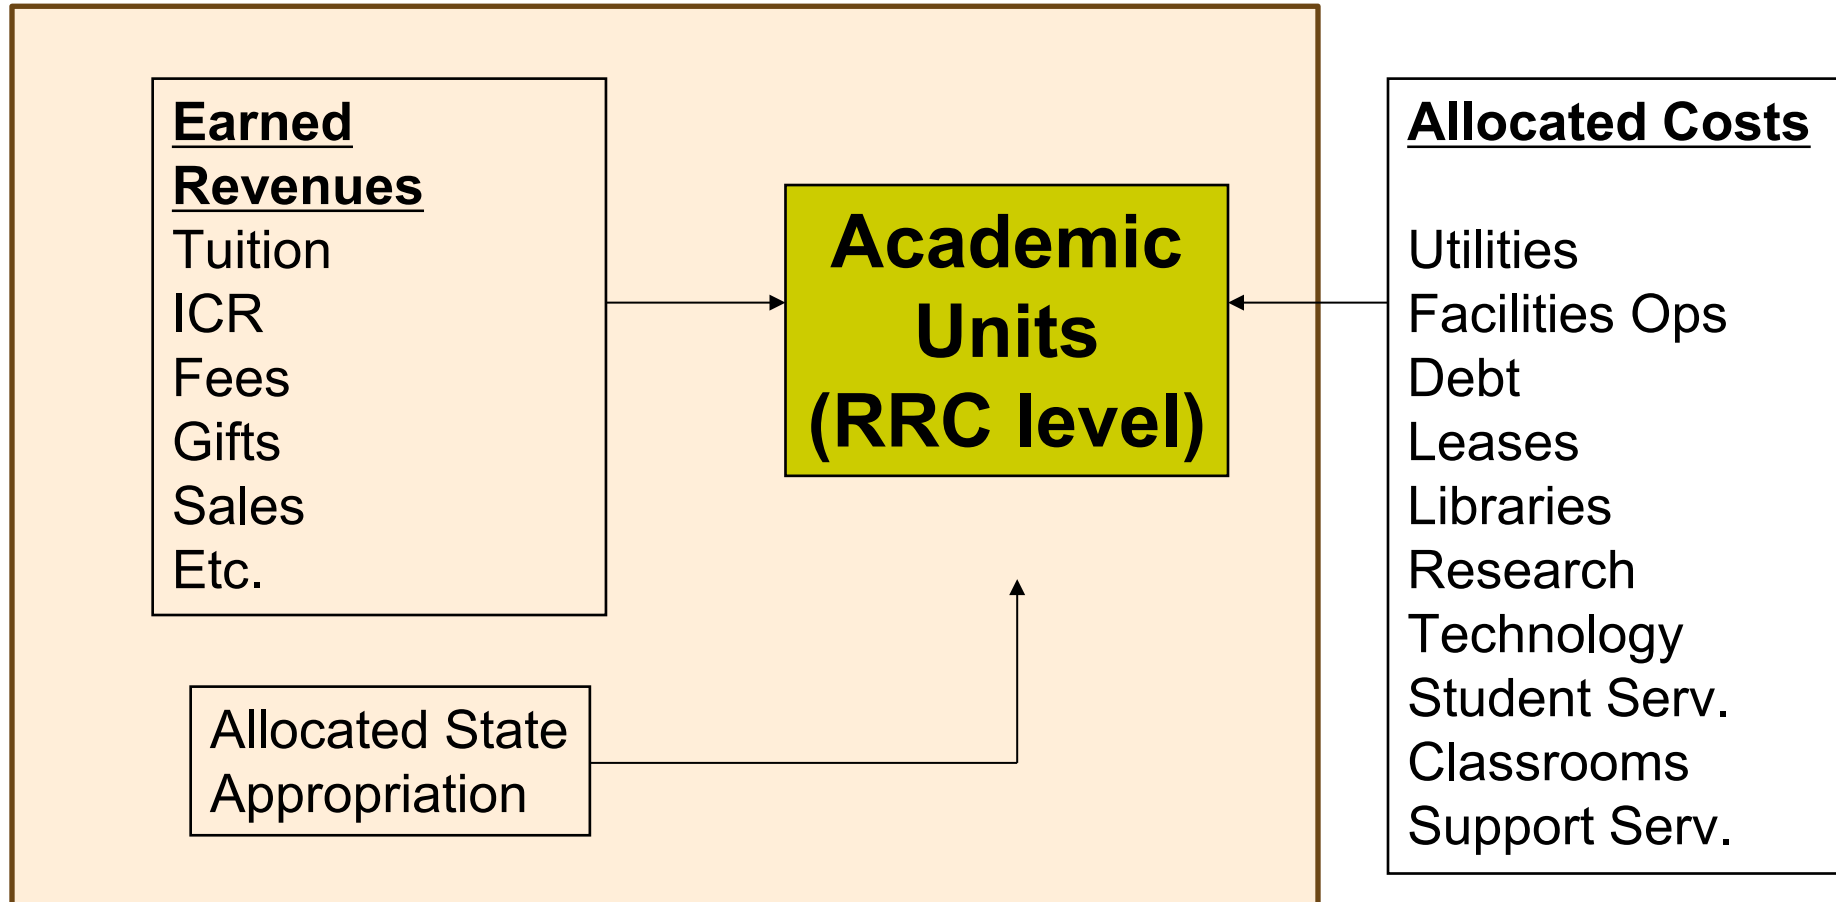 Earned
Revenues
Tuition
ICR
Fees
Gifts
Sales
Etc.
Allocated State
Appropriation
Academic
Units
(RRC level)
Allocated Costs
Utilities
Facilities Ops
Debt
Leases
Libraries
Research
Technology
Student Serv.
Classrooms
Support Serv.